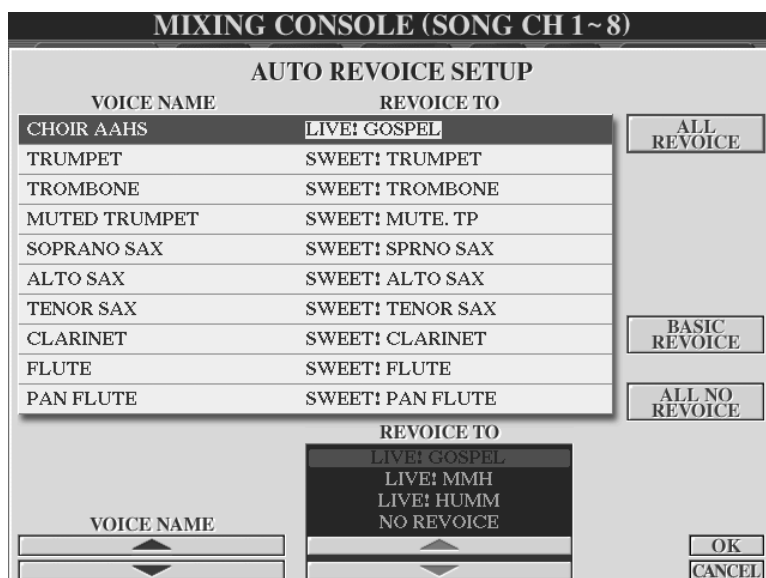 MIXING CONSOLE (SONG CH 1~8)
AUTO REVOICE SETUP
VOICE NAME REVOICE TO
CHOIR AAHS LIVE! GOSPEL
TRUMPET SWEET! TRUMPET
TROMBONE SWEET! TROMBONE
MUTED TRUMPET SWEET! MUTE. TP
SOPRANO SAX SWEET! SPRNO SAX
ALTO SAX SWEET! ALTO SAX
TENOR SAX SWEET! TENOR SAX
CLARINET SWEET! CLARINET
FLUTE SWEET! FLUTE
PAN FLUTE SWEET! PAN FLUTE
ALL
REVOICE
BASIC
REVOICE
ALL NO
REVOICE
REVOICE TO
LIVE! GOSPEL
LIVE! MMH
LIVE! HUMM
NO REVOICE
VOICE NAME
OK
CANCEL